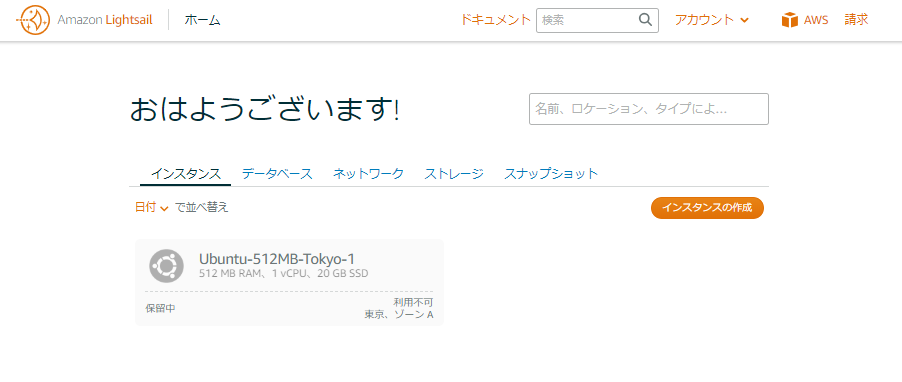 Amazon Lightsail ホーム ドキュメント 検索 アカウント AWS 請求
おはようございます! 名前、ロケーション、タイプによ...
インスタンス データベース ネットワーク ストレージ スナップショット
日付 で並べ替え インスタンスの作成
Ubuntu-512MB-Tokyo-1
512 MB RAM、1 vCPU、20 GB SSD
保留中 利用不可
東京、ゾーン A